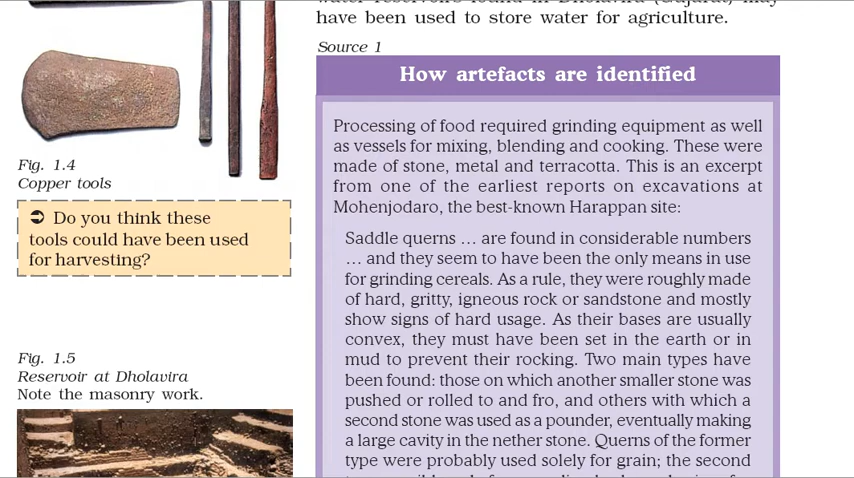 have been used to store water for agriculture.
Source 1
How artefacts are identified
Processing of food required grinding equipment as well
as vessels for mixing, blending and cooking. These were
made of stone, metal and terracotta. This is an excerpt
from one of the earliest reports on excavations at
Mohenjodaro, the best-known Harappan site:
Saddle querns … are found in considerable numbers
… and they seem to have been the only means in use
for grinding cereals. As a rule, they were roughly made
of hard, gritty, igneous rock or sandstone and mostly
show signs of hard usage. As their bases are usually
convex, they must have been set in the earth or in
mud to prevent their rocking. Two main types have
been found: those on which another smaller stone was
pushed or rolled to and fro, and others with which a
second stone was used as a pounder, eventually making
a large cavity in the nether stone. Querns of the former
type were probably used solely for grain; the second
Fig. 1.4
Copper tools
➲ Do you think these
tools could have been used
for harvesting?
Fig. 1.5
Reservoir at Dholavira
Note the masonry work.